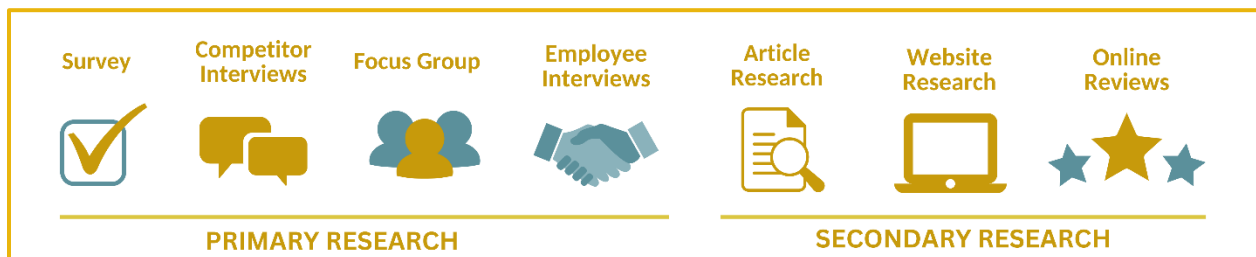 Survey
Competitor
Interviews
Focus Group
Employee
Interviews
Article
Research
Website
Research
Online
Reviews
PRIMARY RESEARCH
SECONDARY RESEARCH